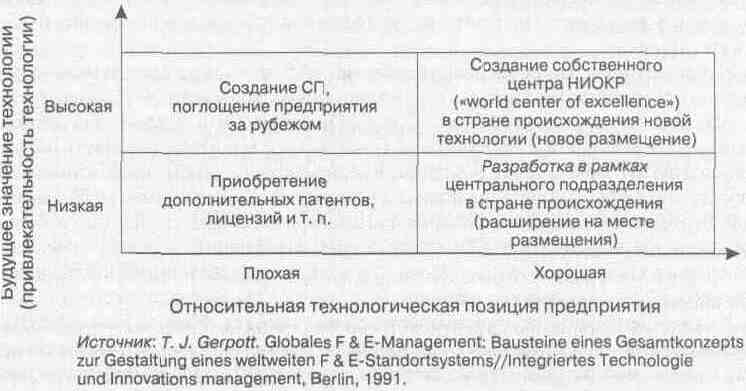 Будущее значение технологии
(привлекательность технологии)
Высокая
Создание СП,
поглощение предприятия
за рубежом
Создание собственного
центра НИОКР
(«world center of excellence»)
в стране происхождения новой
технологии (новое размещение)
Низкая
Приобретение
дополнительных патентов,
лицензий и т. п.
Разработка в рамках
центрального подразделения
в стране происхождения
(расширение на месте
размещения)
Плохая
Хорошая
Относительная технологическая позиция предприятия
Источник: T. J. Gerpott. Globales F & E-Management: Bausteine eines Gesamtkonzepts
zur Gestaltung eines weltweiten F & E-Standortsystems//Integriertes Technologie
und Innovations management, Berlin, 1991.